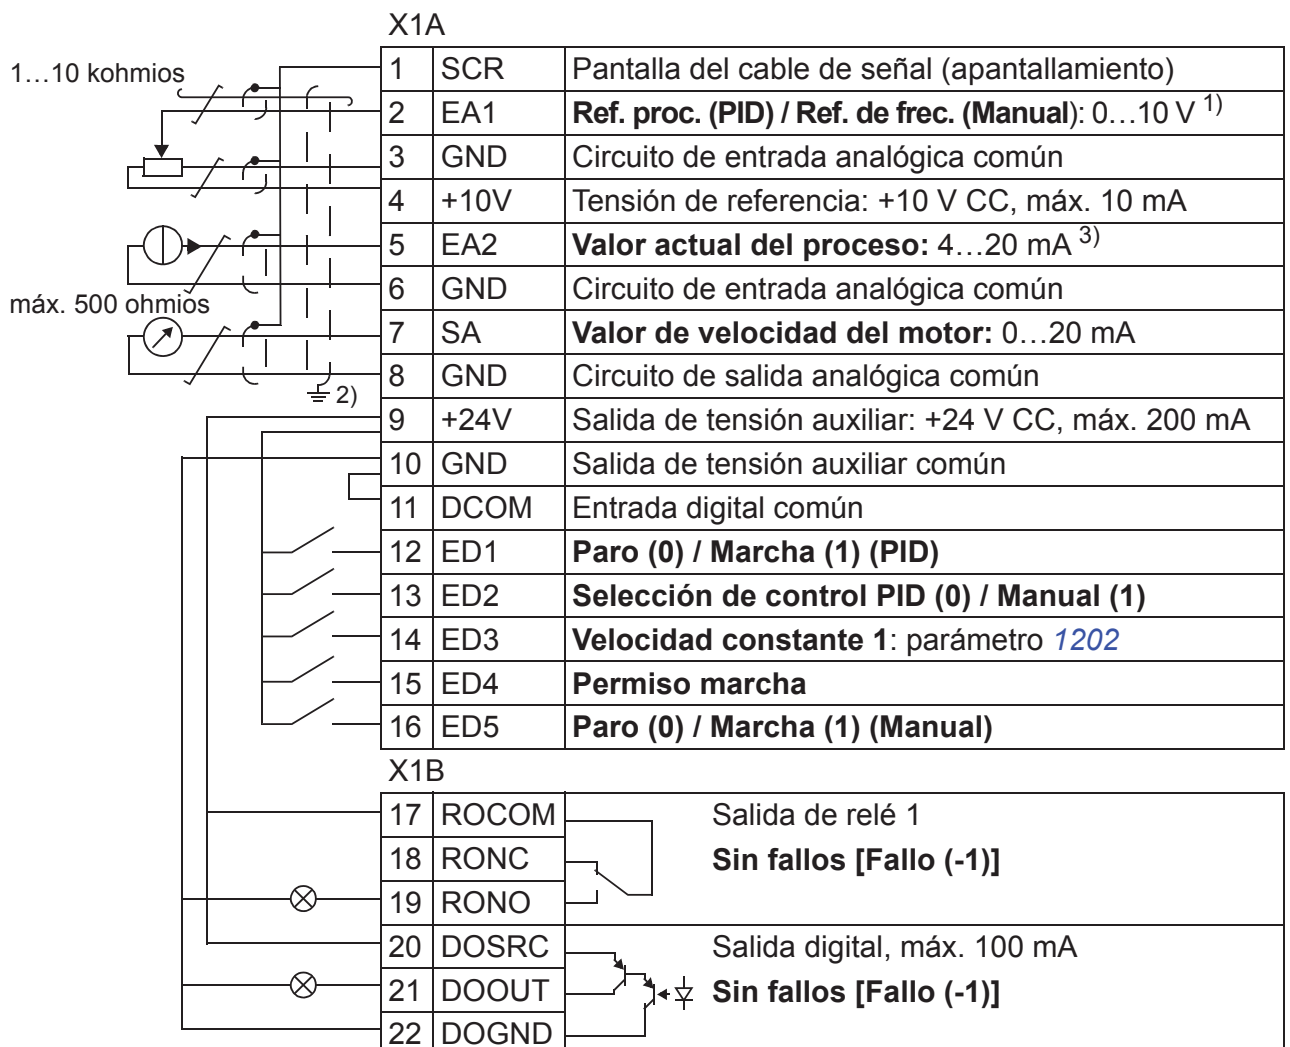 X1A
1…10 kohmios
1 SCR Pantalla del cable de señal (apantallamiento)
2 EA1 Ref. proc. (PID) / Ref. de frec. (Manual): 0…10 V 1)
3 GND Circuito de entrada analógica común
4 +10V Tensión de referencia: +10 V CC, máx. 10 mA
5 EA2 Valor actual del proceso: 4…20 mA 3)
6 GND Circuito de entrada analógica común
máx. 500 ohmios
7 SA Valor de velocidad del motor: 0…20 mA
8 GND Circuito de salida analógica común
2)
9 +24V Salida de tensión auxiliar: +24 V CC, máx. 200 mA
10 GND Salida de tensión auxiliar común
11 DCOM Entrada digital común
12 ED1 Paro (0) / Marcha (1) (PID)
13 ED2 Selección de control PID (0) / Manual (1)
14 ED3 Velocidad constante 1: parámetro 1202
15 ED4 Permiso marcha
16 ED5 Paro (0) / Marcha (1) (Manual)
X1B
17 ROCOM Salida de relé 1
18 RONC Sin fallos [Fallo (-1)]
19 RONO
20 DOSRC Salida digital, máx. 100 mA
21 DOOUT Sin fallos [Fallo (-1)]
22 DOGND